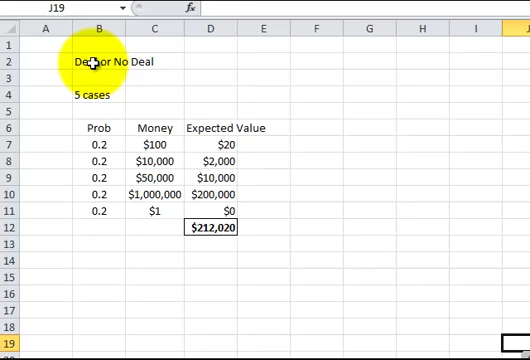 J19
fx
A B C D E F G H I
1
2 Deal or No Deal
3
4 5 cases
5
6 Prob Money Expected Value
7 0.2 $100 $20
8 0.2 $10,000 $2,000
9 0.2 $50,000 $10,000
10 0.2 $1,000,000 $200,000
11 0.2 $1 $0
12 $212,020
13
14
15
16
17
18
19